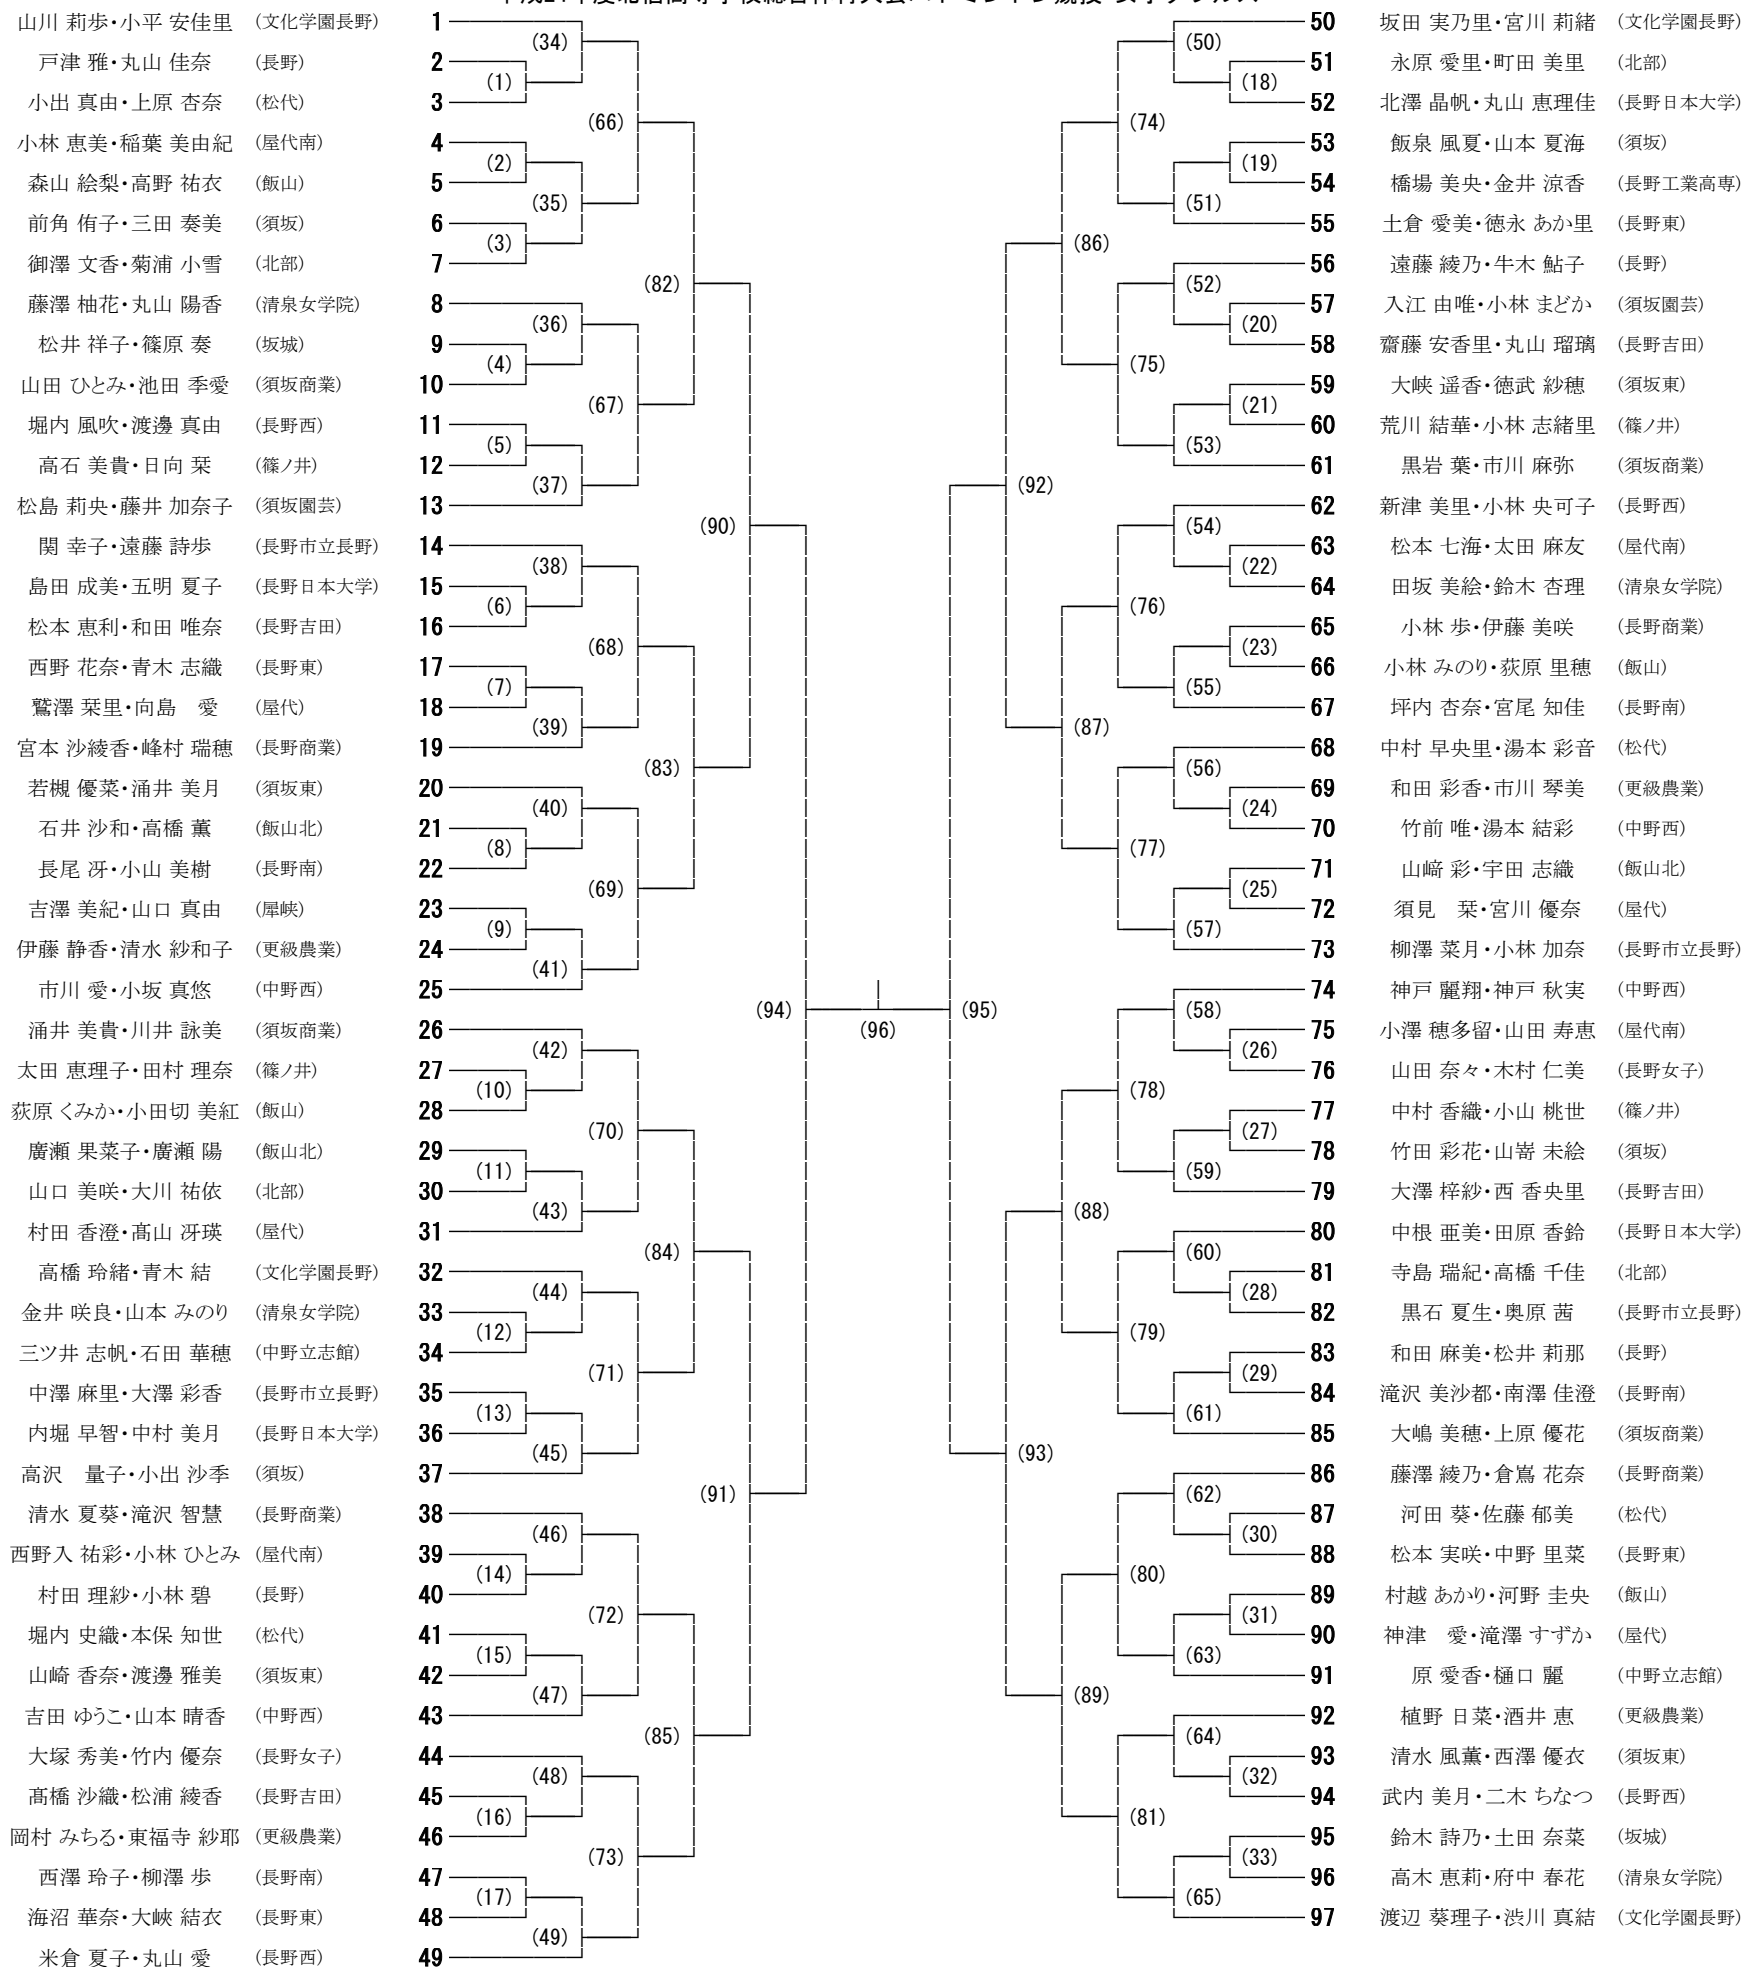 山川 莉歩・小平 安佳里 (文化学園長野) 1
戸津 雅・丸山 佳奈 (長野) 2
小出 真由・上原 杏奈 (松代) 3
小林 恵美・稲葉 美由紀 (屋代南) 4
森山 絵梨・高野 祐衣 (飯山) 5
前角 侑子・三田 奏美 (須坂) 6
御澤 文香・菊浦 小雪 (北部) 7
藤澤 柚花・丸山 陽香 (清泉女学院) 8
松井 祥子・篠原 奏 (坂城) 9
山田 ひとみ・池田 季愛 (須坂商業) 10
堀内 風吹・渡邊 真由 (長野西) 11
高石 美貴・日向 栞 (篠ノ井) 12
松島 莉央・藤井 加奈子 (須坂園芸) 13
関 幸子・遠藤 詩歩 (長野市立長野) 14
島田 成美・五明 夏子 (長野日本大学) 15
松本 恵利・和田 唯奈 (長野吉田) 16
西野 花奈・青木 志織 (長野東) 17
鷲澤 栞里・向島　愛 (屋代) 18
宮本 沙綾香・峰村 瑞穂 (長野商業) 19
若槻 優菜・涌井 美月 (須坂東) 20
石井 沙和・高橋 薫 (飯山北) 21
長尾 冴・小山 美樹 (長野南) 22
吉澤 美紀・山口 真由 (犀峡) 23
伊藤 静香・清水 紗和子 (更級農業) 24
市川 愛・小坂 真悠 (中野西) 25
涌井 美貴・川井 詠美 (須坂商業) 26
太田 恵理子・田村 理奈 (篠ノ井) 27
荻原 くみか・小田切 美紅 (飯山) 28
廣瀬 果菜子・廣瀬 陽 (飯山北) 29
山口 美咲・大川 祐依 (北部) 30
村田 香澄・髙山 冴瑛 (屋代) 31
高橋 玲緒・青木 結 (文化学園長野) 32
金井 咲良・山本 みのり (清泉女学院) 33
三ツ井 志帆・石田 華穂 (中野立志館) 34
中澤 麻里・大澤 彩香 (長野市立長野) 35
内堀 早智・中村 美月 (長野日本大学) 36
高沢　量子・小出 沙季 (須坂) 37
清水 夏葵・滝沢 智慧 (長野商業) 38
西野入 祐彩・小林 ひとみ (屋代南) 39
村田 理紗・小林 碧 (長野) 40
堀内 史織・本保 知世 (松代) 41
山崎 香奈・渡邊 雅美 (須坂東) 42
吉田 ゆうこ・山本 晴香 (中野西) 43
大塚 秀美・竹内 優奈 (長野女子) 44
髙橋 沙織・松浦 綾香 (長野吉田) 45
岡村 みちる・東福寺 紗耶 (更級農業) 46
西澤 玲子・柳澤 歩 (長野南) 47
海沼 華奈・大峽 結衣 (長野東) 48
米倉 夏子・丸山 愛 (長野西) 49
(1)
(2)
(3)
(4)
(5)
(6)
(7)
(8)
(9)
(10)
(11)
(12)
(13)
(14)
(15)
(16)
(17)
(34)
(35)
(36)
(37)
(38)
(39)
(40)
(41)
(42)
(43)
(44)
(45)
(46)
(47)
(48)
(49)
(66)
(67)
(68)
(69)
(70)
(71)
(72)
(73)
(82)
(83)
(84)
(85)
(90)
(91)
(94)
(96)
(95)
(92)
(93)
(86)
(87)
(88)
(89)
(74)
(75)
(76)
(77)
(78)
(79)
(80)
(81)
(50)
(51)
(52)
(53)
(54)
(55)
(56)
(57)
(58)
(59)
(60)
(61)
(62)
(63)
(64)
(65)
(18)
(19)
(20)
(21)
(22)
(23)
(24)
(25)
(26)
(27)
(28)
(29)
(30)
(31)
(32)
(33)
50 坂田 実乃里・宮川 莉緒 (文化学園長野)
51 永原 愛里・町田 美里 (北部)
52 北澤 晶帆・丸山 恵理佳 (長野日本大学)
53 飯泉 風夏・山本 夏海 (須坂)
54 橋場 美央・金井 涼香 (長野工業高専)
55 土倉 愛美・徳永 あか里 (長野東)
56 遠藤 綾乃・牛木 鮎子 (長野)
57 入江 由唯・小林 まどか (須坂園芸)
58 齋藤 安香里・丸山 瑠璃 (長野吉田)
59 大峡 遥香・徳武 紗穂 (須坂東)
60 荒川 結華・小林 志緒里 (篠ノ井)
61 黒岩 葉・市川 麻弥 (須坂商業)
62 新津 美里・小林 央可子 (長野西)
63 松本 七海・太田 麻友 (屋代南)
64 田坂 美絵・鈴木 杏理 (清泉女学院)
65 小林 歩・伊藤 美咲 (長野商業)
66 小林 みのり・荻原 里穂 (飯山)
67 坪内 杏奈・宮尾 知佳 (長野南)
68 中村 早央里・湯本 彩音 (松代)
69 和田 彩香・市川 琴美 (更級農業)
70 竹前 唯・湯本 結彩 (中野西)
71 山﨑 彩・宇田 志織 (飯山北)
72 須見　栞・宮川 優奈 (屋代)
73 柳澤 菜月・小林 加奈 (長野市立長野)
74 神戸 麗翔・神戸 秋実 (中野西)
75 小澤 穂多留・山田 寿恵 (屋代南)
76 山田 奈々・木村 仁美 (長野女子)
77 中村 香織・小山 桃世 (篠ノ井)
78 竹田 彩花・山嵜 未絵 (須坂)
79 大澤 梓紗・西 香央里 (長野吉田)
80 中根 亜美・田原 香鈴 (長野日本大学)
81 寺島 瑞紀・高橋 千佳 (北部)
82 黒石 夏生・奥原 茜 (長野市立長野)
83 和田 麻美・松井 莉那 (長野)
84 滝沢 美沙都・南澤 佳澄 (長野南)
85 大嶋 美穂・上原 優花 (須坂商業)
86 藤澤 綾乃・倉嶌 花奈 (長野商業)
87 河田 葵・佐藤 郁美 (松代)
88 松本 実咲・中野 里菜 (長野東)
89 村越 あかり・河野 圭央 (飯山)
90 神津　愛・滝澤 すずか (屋代)
91 原 愛香・樋口 麗 (中野立志館)
92 植野 日菜・酒井 恵 (更級農業)
93 清水 風薫・西澤 優衣 (須坂東)
94 武内 美月・二木 ちなつ (長野西)
95 鈴木 詩乃・土田 奈菜 (坂城)
96 高木 恵莉・府中 春花 (清泉女学院)
97 渡辺 葵理子・渋川 真結 (文化学園長野)